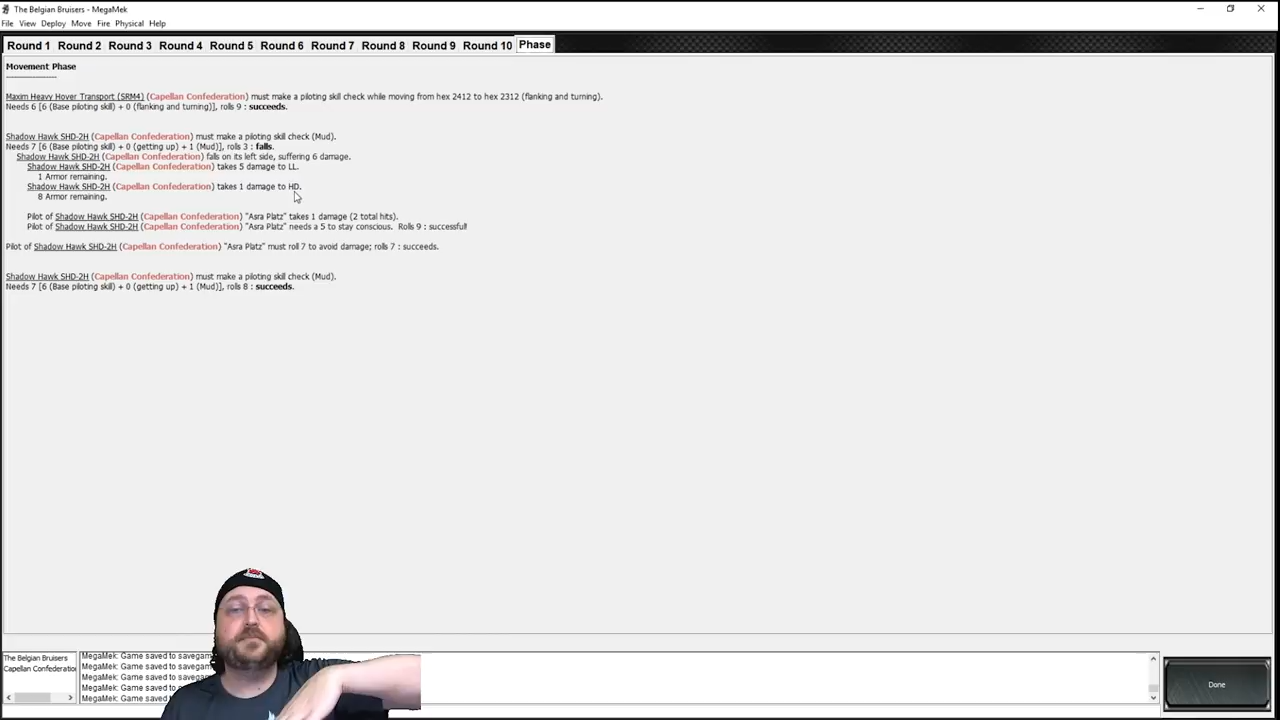 The Belgian Bruisers - MegaMek
File View Deploy Move Fire Physical Help
Round 1 Round 2 Round 3 Round 4 Round 5 Round 6 Round 7 Round 8 Round 9 Round 10 Phase
Movement Phase
-------------------
Maxim Heavy Hover Transport (SRM4) (Capellan Confederation) must make a piloting skill check while moving from hex 2412 to hex 2312 (flanking and turning).
Needs 6 [6 (Base piloting skill) + 0 (flanking and turning)], rolls 9 : succeeds.
Shadow Hawk SHD-2H (Capellan Confederation) must make a piloting skill check (Mud).
Needs 7 [6 (Base piloting skill) + 0 (getting up) + 1 (Mud)], rolls 3 : falls.
Shadow Hawk SHD-2H (Capellan Confederation) falls on its left side, suffering 6 damage.
Shadow Hawk SHD-2H (Capellan Confederation) takes 5 damage to LL.
1 Armor remaining.
Shadow Hawk SHD-2H (Capellan Confederation) takes 1 damage to HD.
8 Armor remaining.
Pilot of Shadow Hawk SHD-2H (Capellan Confederation) "Asra Platz" takes 1 damage (2 total hits).
Pilot of Shadow Hawk SHD-2H (Capellan Confederation) "Asra Platz" needs a 5 to stay conscious. Rolls 9 : successful!
Pilot of Shadow Hawk SHD-2H (Capellan Confederation) "Asra Platz" must roll 7 to avoid damage; rolls 7 : succeeds.
Shadow Hawk SHD-2H (Capellan Confederation) must make a piloting skill check (Mud).
Needs 7 [6 (Base piloting skill) + 0 (getting up) + 1 (Mud)], rolls 8 : succeeds.
The Belgian Bruisers
Capellan Confederatio
MegaMek: Game saved to savegam
MegaMek: Game saved to savegam
MegaMek: Game saved to savegam
MegaMek: Game saved to s
MegaMek: Game saved to
Done